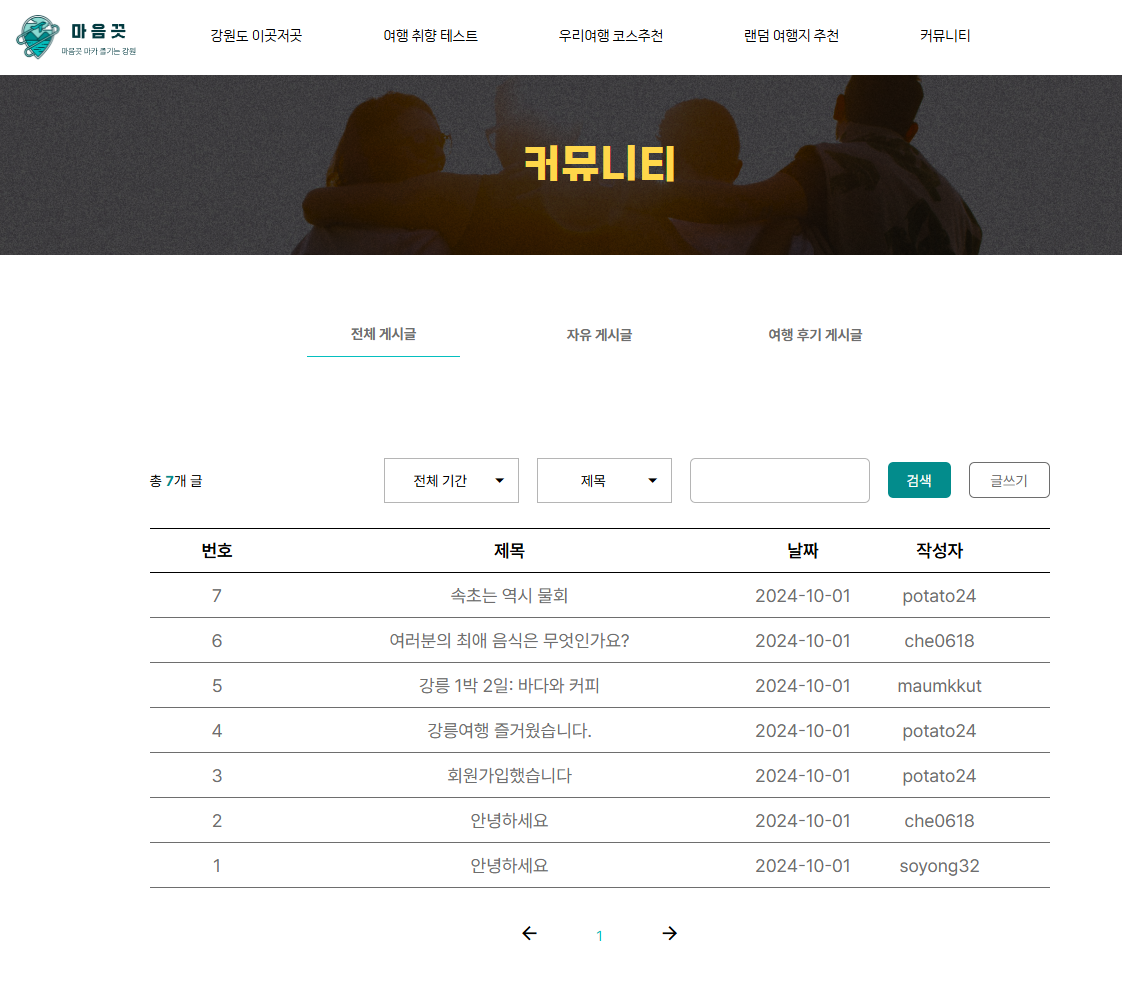 마음끗
마음끗 마카 즐기는 강원
강원도 이곳저곳 여행 취향 테스트 우리여행 코스추천 랜덤 여행지 추천 커뮤니티
커뮤니티
전체 게시글 자유 게시글 여행 후기 게시글
총 7개 글 전체 기간 제목 검색 글쓰기
번호 제목 날짜 작성자
7 속초는 역시 물회 2024-10-01 potato24
6 여러분의 최애 음식은 무엇인가요? 2024-10-01 che0618
5 강릉 1박 2일: 바다와 커피 2024-10-01 maumkkut
4 강릉여행 즐거웠습니다. 2024-10-01 potato24
3 회원가입했습니다 2024-10-01 potato24
2 안녕하세요 2024-10-01 che0618
1 안녕하세요 2024-10-01 soyong32
1